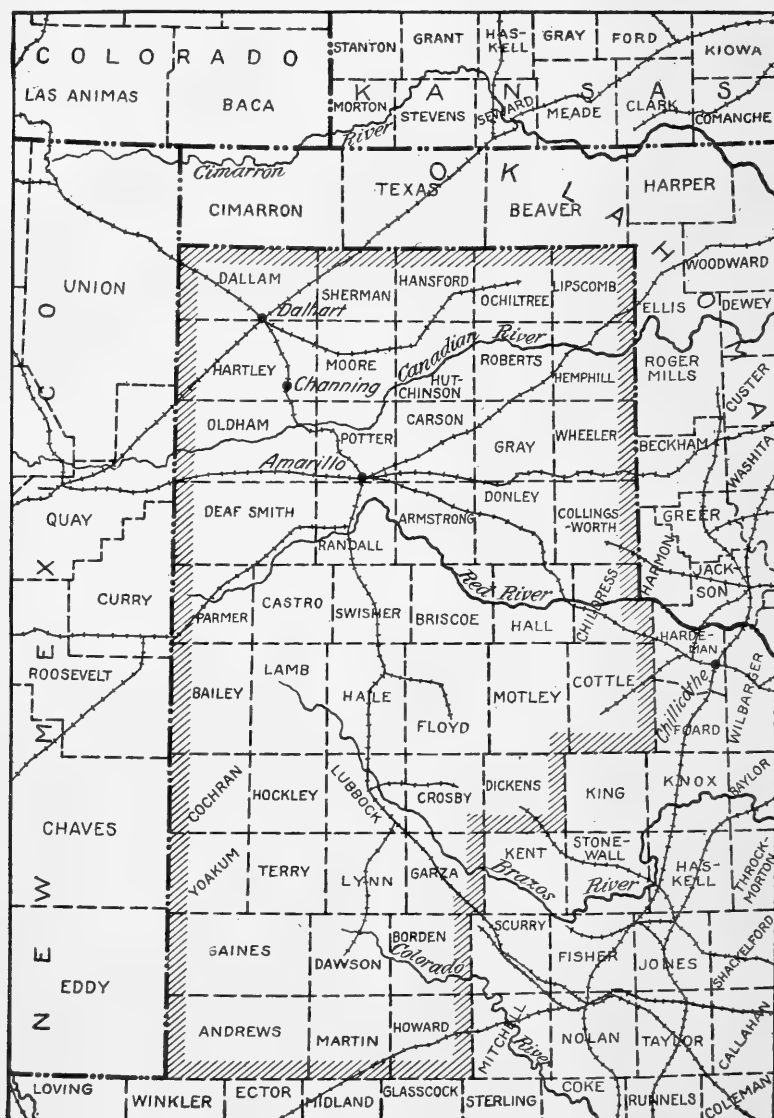 COLORADO
LAS ANIMAS
BACA
STANTON
GRANT
HAS-
KELL
GRAY
FORD
KIOWA
KANSAS
MORTON
STEVENS
SEWARD
MEADE
CLARK
COMANCHE
River
Cimarron
OKLAHOMA
CIMARRON
TEXAS
BEAVER
HARPER
WOODWARD
UNION
DALLAM
SHERMAN
HANSFORD
OCHILTREE
LIPSCOMB
ELLIS
DEWEY
Dalhart
HARTLEY
MOORE
Canadian
River
HUT-
CHINSON
ROBERTS
HEMPHILL
ROGER
MILLS
CUSTER
Channing
OLDHAM
POTTER
CARSON
GRAY
WHEELER
BECKHAM
WASHITA
Amarillo
QUAY
DEAF SMITH
RANDALL
ARMSTRONG
DONLEY
COLLINGS
-WORTH
GREER
HARMON
JACK-
SON
NEW MEXICO
CURRY
PARMER
CASTRO
SWISHER
BRISCOE
Red River
HALL
CHILDRESS
HARDE-
MAN
Chillicothe
WILBARGER
ROOSEVELT
BAILEY
LAMB
HALE
FLOYD
MOTLEY
COTTLE
FOARD
CHAVES
COCHRAN
HOCKLEY
LUBBOCK
CROSBY
DICKENS
KING
KNOX
BAYLOR
YOAKUM
TERRY
LYNN
GARZA
KENT
STONE-
WALL
HAS-
KELL
THROCK-
MORTON
Brazos
River
EDDY
GAINES
DAWSON
BORDEN
Colorado
River
SCURRY
FISHER
JONES
SHACKELFORD
ANDREWS
MARTIN
HOWARD
MITCHELL
NOLAN
TAYLOR
CALLAHAN
LOVING
WINKLER
ECTOR
MIDLAND
GLASSCOCK
STERLING
COKE
RUNNELS
COLEMAN